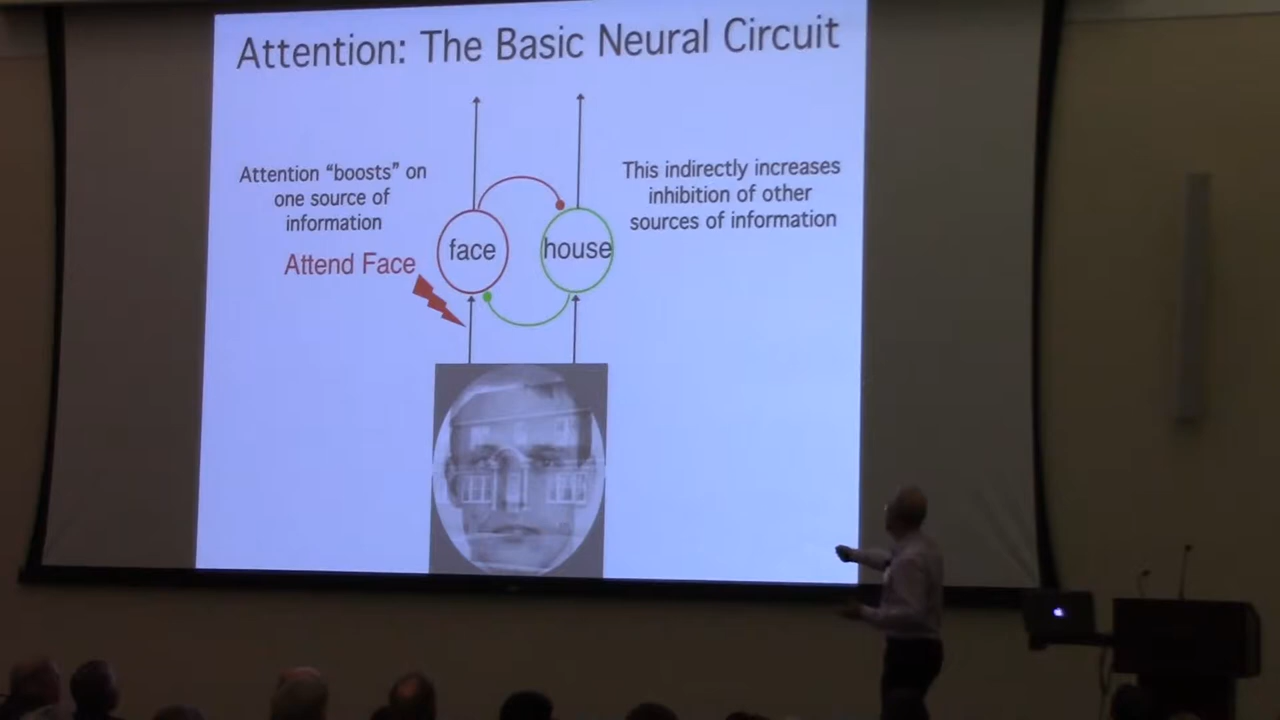 Attention: The Basic Neural Circuit
Attention “boosts” on
one source of
information
This indirectly increases
inhibition of other
sources of information
Attend Face
face
house